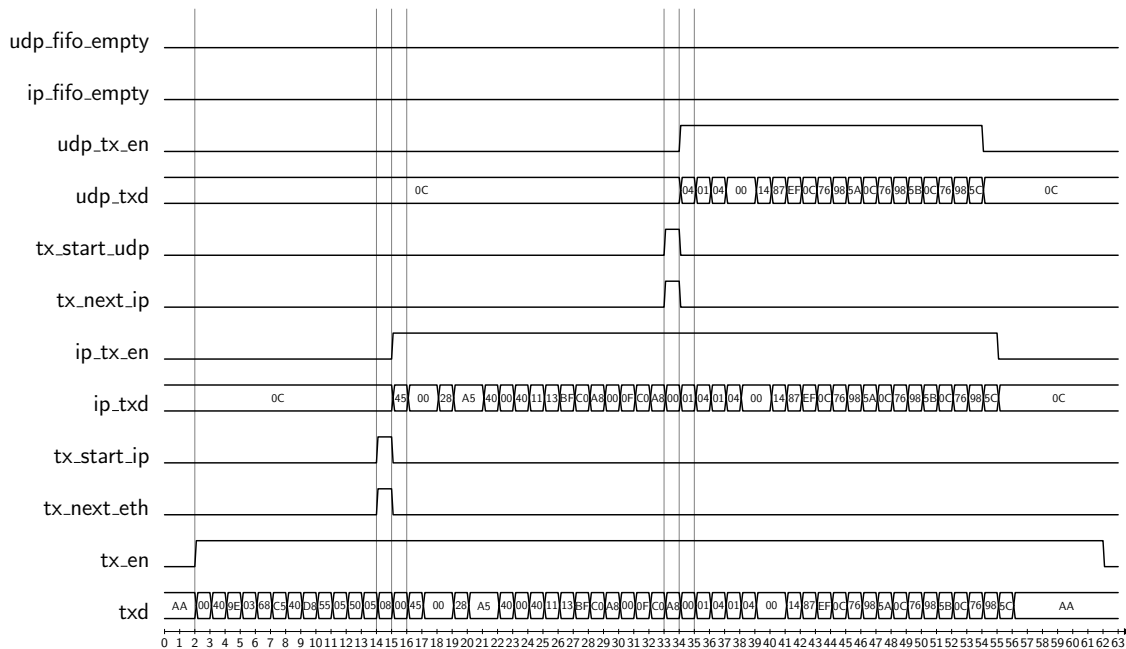 udp_fifo_empty
ip_fifo_empty
udp_tx_en
udp_txd 0C 04 01 04 00 14 87 EF 0C 76 98 5A 0C 76 98 5B 0C 76 98 5C 0C
tx_start_udp
tx_next_ip
ip_tx_en
ip_txd 0C 45 00 28 A5 40 00 40 11 13 BF C0 A8 00 0F C0 A8 00 01 04 01 04 00 14 87 EF 0C 76 98 5A 0C 76 98 5B 0C 76 98 5C 0C
tx_start_ip
tx_next_eth
tx_en
txd AA 00 40 9E 03 68 C5 40 D8 55 05 50 05 08 00 45 00 28 A5 40 00 40 11 13 BF C0 A8 00 0F C0 A8 00 01 04 01 04 00 14 87 EF 0C 76 98 5A 0C 76 98 5B 0C 76 98 5C AA
0 1 2 3 4 5 6 7 8 9 10 11 12 13 14 15 16 17 18 19 20 21 22 23 24 25 26 27 28 29 30 31 32 33 34 35 36 37 38 39 40 41 42 43 44 45 46 47 48 49 50 51 52 53 54 55 56 57 58 59 60 61 62 63